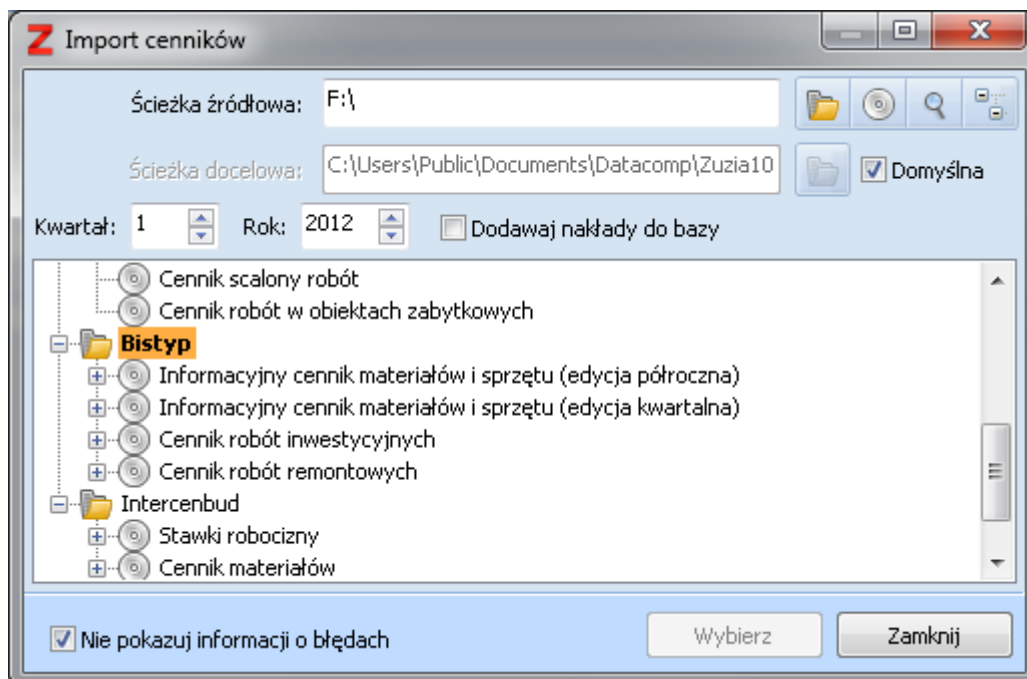 Z Import cenników
Ścieżka źródłowa: F:\
Ścieżka docelowa: C:\Users\Public\Documents\Datacomp\Zuzia10 Domyślna
Kwartał: 1 Rok: 2012 Dodawaj nakłady do bazy
Cennik scalony robót
Cennik robót w obiektach zabytkowych
Bistyp
Informacyjny cennik materiałów i sprzętu (edycja półroczna)
Informacyjny cennik materiałów i sprzętu (edycja kwartalna)
Cennik robót inwestycyjnych
Cennik robót remontowych
Intercenbud
Stawki robocizny
Cennik materiałów
Nie pokazuj informacji o błędach Wybierz Zamknij